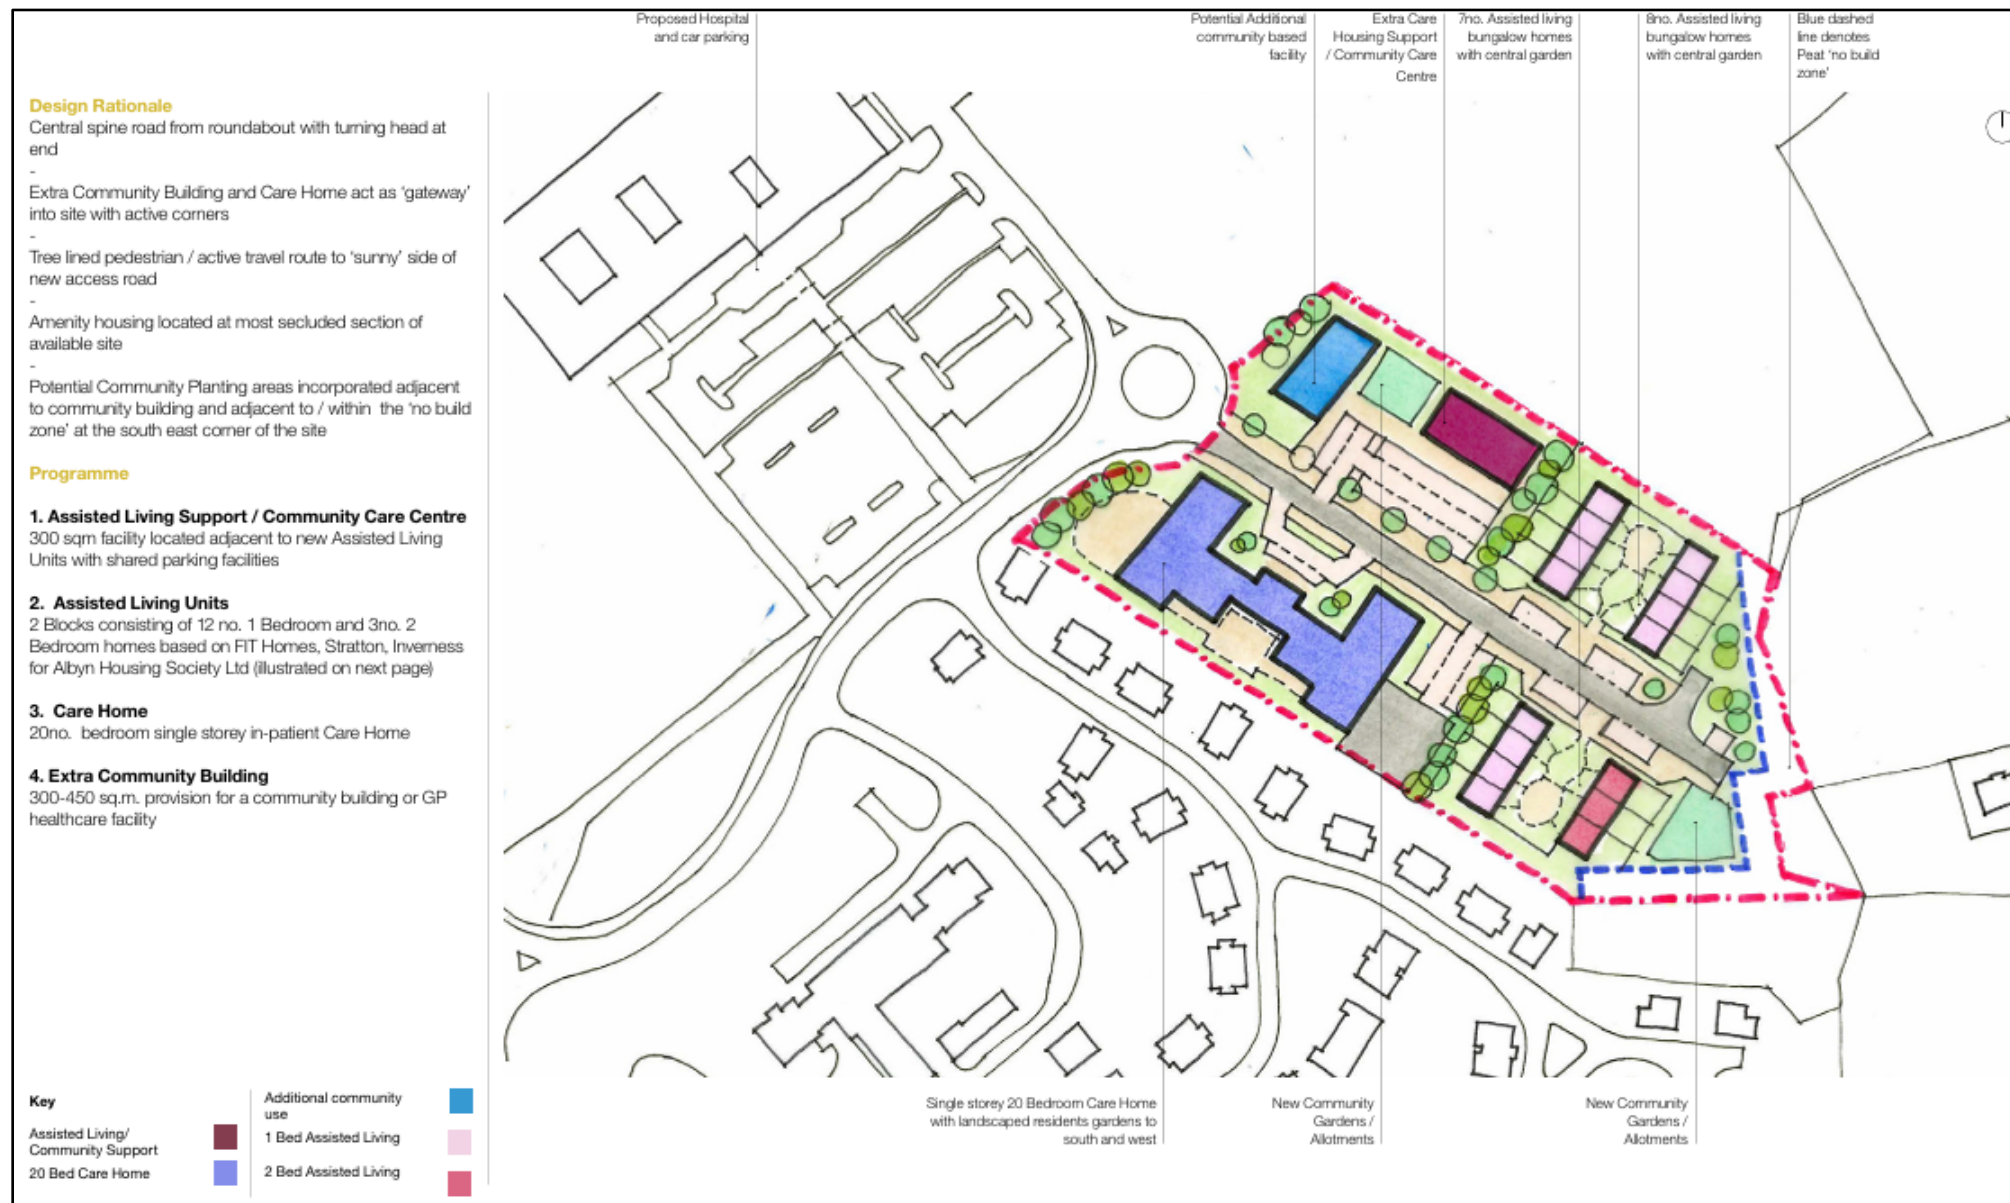 Proposed Hospital
and car parking
Potential Additional
community based
facility
Extra Care
Housing Support
/ Community Care
Centre
7no. Assisted living
bungalow homes
with central garden
8no. Assisted living
bungalow homes
with central garden
Blue dashed
line denotes
Peat 'no build
zone'
Design Rationale
Central spine road from roundabout with turning head at
end
-
Extra Community Building and Care Home act as 'gateway'
into site with active corners
-
Tree lined pedestrian / active travel route to 'sunny' side of
new access road
-
Amenity housing located at most secluded section of
available site
-
Potential Community Planting areas incorporated adjacent
to community building and adjacent to / within the 'no build
zone' at the south east corner of the site
Programme
1. Assisted Living Support / Community Care Centre
300 sqm facility located adjacent to new Assisted Living
Units with shared parking facilities
2. Assisted Living Units
2 Blocks consisting of 12 no. 1 Bedroom and 3no. 2
Bedroom homes based on FIT Homes, Stratton, Inverness
for Albyn Housing Society Ltd (illustrated on next page)
3. Care Home
20no. bedroom single storey in-patient Care Home
4. Extra Community Building
300-450 sq.m. provision for a community building or GP
healthcare facility
Key
Assisted Living/
Community Support
20 Bed Care Home
Additional community
use
1 Bed Assisted Living
2 Bed Assisted Living
Single storey 20 Bedroom Care Home
with landscaped residents gardens to
south and west
New Community
Gardens /
Allotments
New Community
Gardens /
Allotments